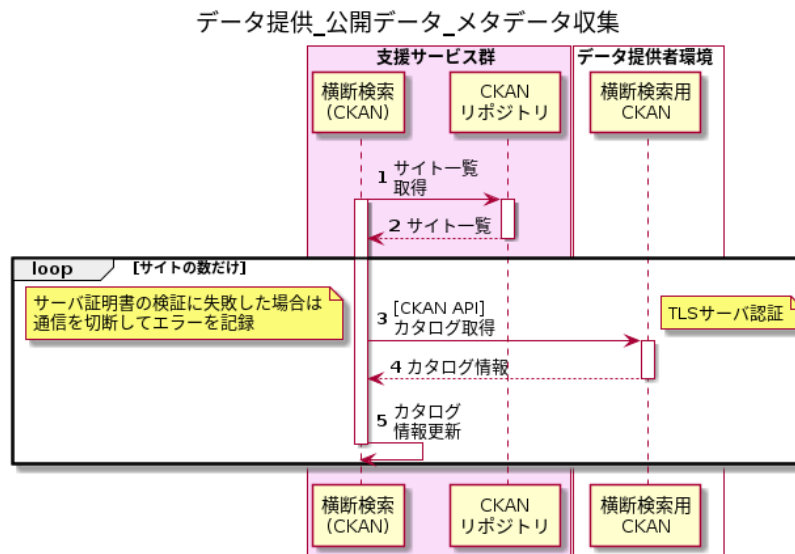 データ提供_公開データ_メタデータ収集
支援サービス群
データ提供者環境
横断検索
(CKAN)
CKAN
リポジトリ
横断検索用
CKAN
1 サイト一覧
取得
2 サイト一覧
loop [サイトの数だけ]
サーバ証明書の検証に失敗した場合は
通信を切断してエラーを記録
3 [CKAN API]
カタログ取得
TLSサーバ認証
4 カタログ情報
5 カタログ
情報更新
横断検索
(CKAN)
CKAN
リポジトリ
横断検索用
CKAN